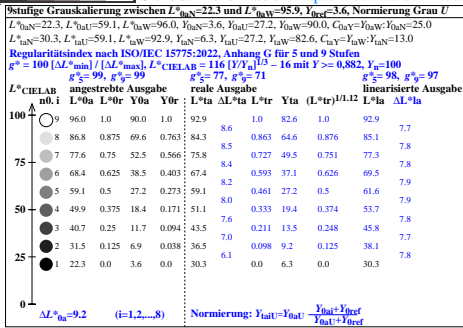 9stufige Grauskalierung zwischen L*0aN=22.3 und L*0aW=95.9, Y0ref=3.6, Normierung Grau U
L*0aN=22.3, L*0aU=59.1, L*0aW=96.0, Y0aN=3.6, Y0aU=27.2, Y0aW=90.0, C0aY=Y0aW:Y0aN=25.0
L*taN=30.3, L*taU=59.1, L*taW=92.9, YtaN=6.3, YtaU=27.2, YtaW=82.6, CtaY=YtaW:YtaN=13.0
Regularitätsindex nach ISO/IEC 15775:2022, Anhang G für 5 und 9 Stufen
g* = 100 [ΔL*min] / [ΔL*max], L*CIELAB = 116 [Y/Yn]1/3 − 16 mit Y >= 0,882, Yn=100
g*5= 99, g*9= 99 g*5= 77, g*9= 71 g*5= 98, g*9= 97
L*CIELAB angestrebte Ausgabe reale Ausgabe linearisierte Ausgabe
n0. i L*0a L*0r Y0a Y0r L*ta ΔL*ta L*tr Yta (L*tr)1/1.12 L*la ΔL*la
100 9 96.0 1.0 90.0 1.0 92.9 1.0 82.6 1.0 92.9
8.6 7.7
8 86.8 0.875 69.6 0.763 84.3 0.863 64.6 0.876 85.1
8.4 7.8
75 7 77.6 0.75 52.5 0.566 75.8 0.727 49.5 0.751 77.3
8.4 7.8
6 68.4 0.625 38.5 0.403 67.4 0.593 37.1 0.626 69.5
8.2 7.9
5 59.1 0.5 27.2 0.273 59.1 0.461 27.2 0.5 61.6
8.0 7.9
50 4 49.9 0.375 18.4 0.171 51.1 0.333 19.4 0.374 53.7
7.6 7.8
3 40.7 0.25 11.7 0.094 43.5 0.211 13.5 0.248 45.8
7.0 7.7
2 31.5 0.125 6.9 0.038 36.5 0.098 9.2 0.125 38.1
6.1 7.8
25 1 22.3 0.0 3.6 0.0 30.3 0.0 6.3 0.0 30.3
0 ΔL*0a=9.2 (i=1,2,...,8) Normierung: YtaiU=Y0aU Y0ai+Y0ref
Y0aU+Y0ref